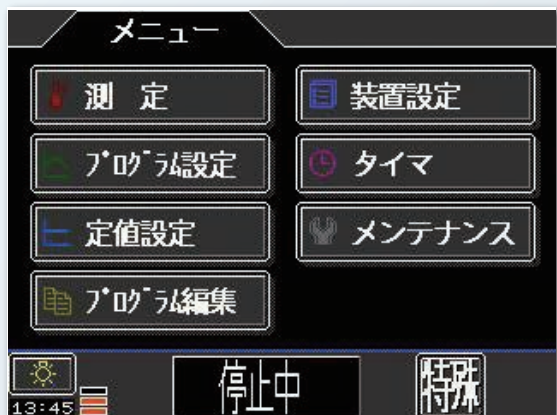 メニュー
測 定
装置設定
プログラム設定
タイマ
定値設定
メンテナンス
プログラム編集
停止中
特殊
13:45